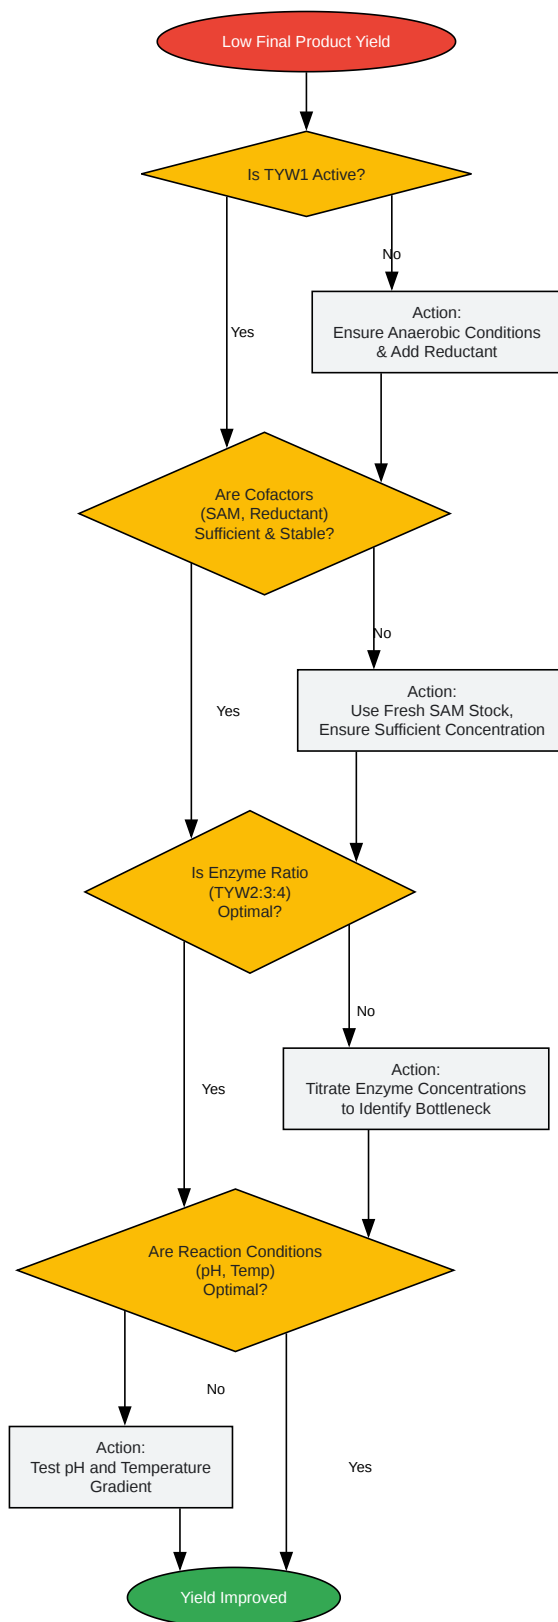 Low Final Product Yield
Is TYW1 Active?
No
Action:
Ensure Anaerobic Conditions
& Add Reductant
Yes
Are Cofactors
(SAM, Reductant)
Sufficient & Stable?
No
Action:
Use Fresh SAM Stock,
Ensure Sufficient Concentration
Yes
Is Enzyme Ratio
(TYW2:3:4)
Optimal?
No
Action:
Titrate Enzyme Concentrations
to Identify Bottleneck
Yes
Are Reaction Conditions
(pH, Temp)
Optimal?
No
Action:
Test pH and Temperature
Gradient
Yes
Yield Improved